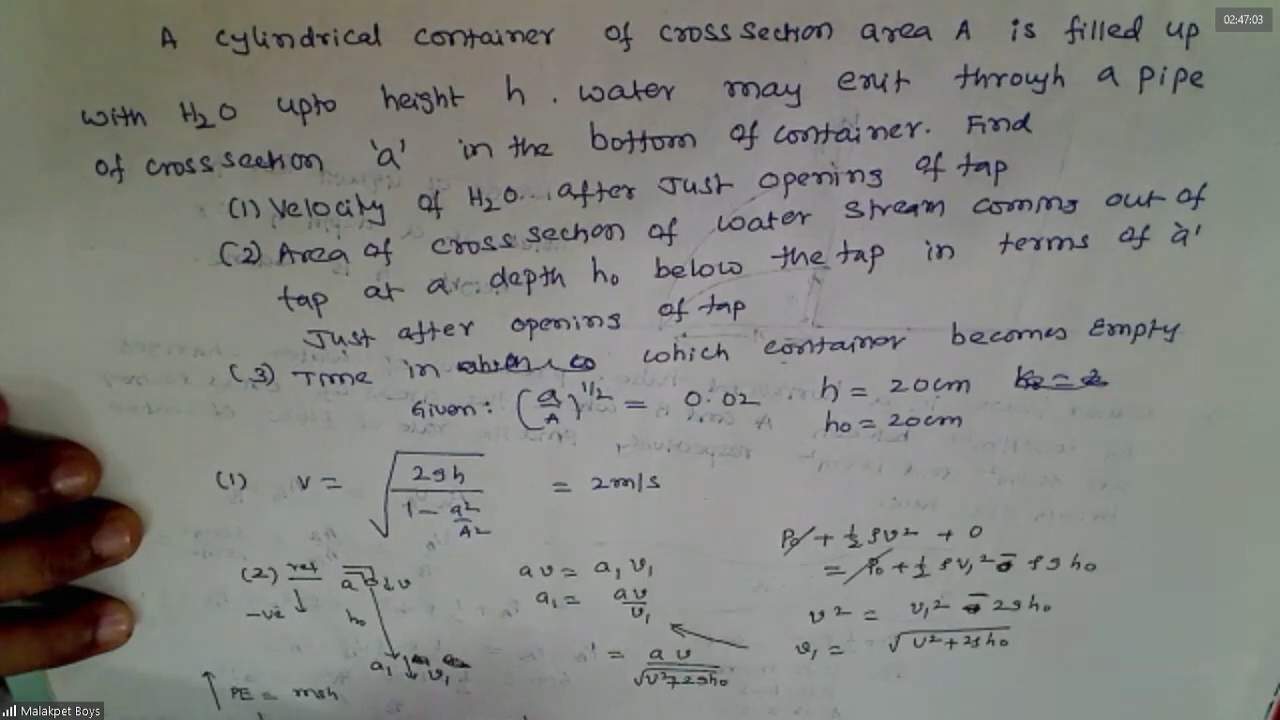 02:47:03
A cylindrical container of cross section area A is filled up
with H₂O upto height h. water may exit through a pipe
of cross section 'a' in the bottom of container. Find
(1) Velocity of H₂O... after Just opening of tap
(2) Area of cross section of water stream coming out of
tap at a depth h₀ below the tap in terms of 'a'
Just after opening of tap
(3) Time in which container becomes Empty
Given: (a/A)^1/2 = 0.02 h = 20cm
h₀ = 20cm
(1) v = √(2gh / (1 - a²/A²)) = 2m/s
P₀ + ½ρv² + 0
= P₀ + ½ρv₁² - ρgh₀
(2) ref a v
av = a₁v₁
-ve h₀
a₁ = av/v₁
v² = v₁² - 2gh₀
v₁ = √(v²+2gh₀)
a₁ v₁
= av/√(v²+2gh₀)
PE = mgh
Malakpet Boys